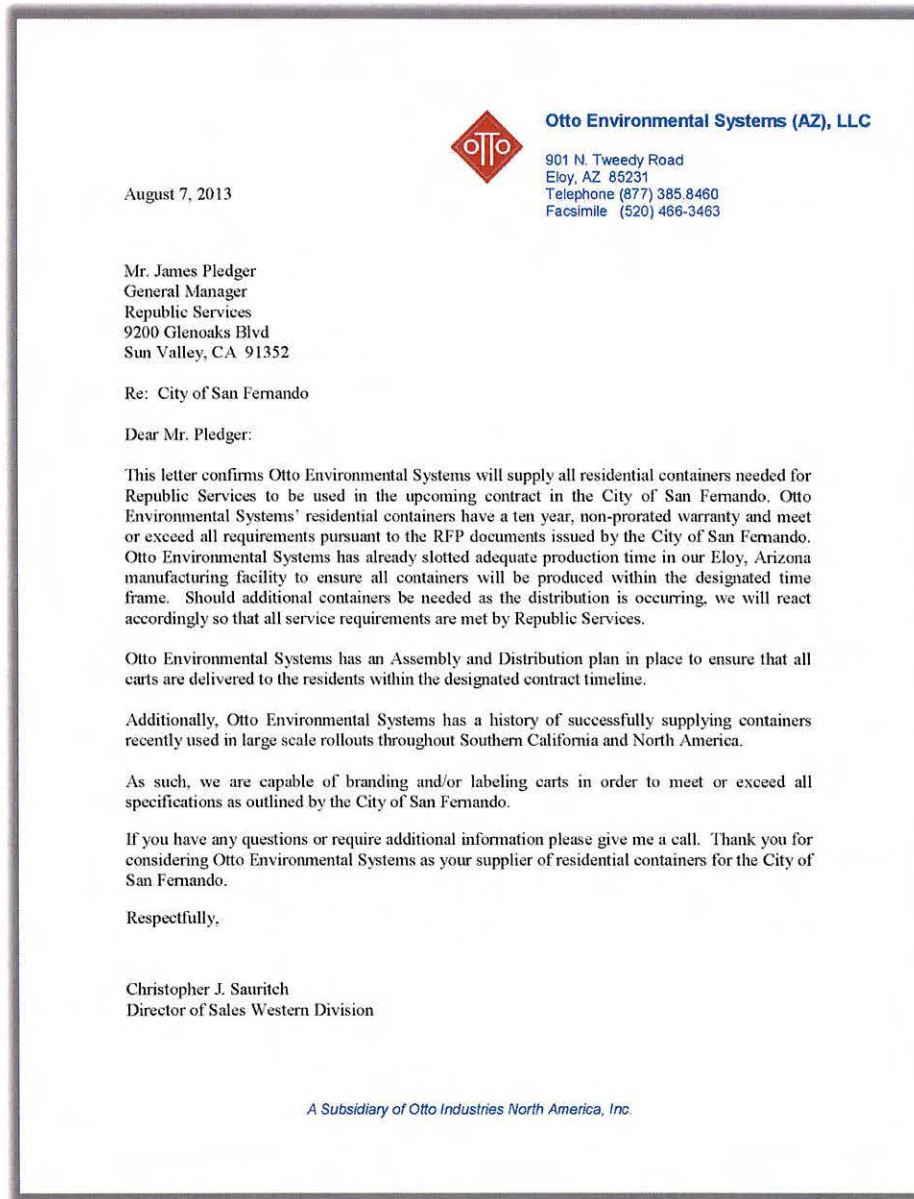 OTTO
Otto Environmental Systems (AZ), LLC
901 N. Tweedy Road
Eloy, AZ 85231
Telephone (877) 385.8460
Facsimile (520) 466-3463
August 7, 2013
Mr. James Pledger
General Manager
Republic Services
9200 Glenoaks Blvd
Sun Valley, CA 91352
Re: City of San Fernando
Dear Mr. Pledger:
This letter confirms Otto Environmental Systems will supply all residential containers needed for
Republic Services to be used in the upcoming contract in the City of San Fernando. Otto
Environmental Systems' residential containers have a ten year, non-prorated warranty and meet
or exceed all requirements pursuant to the RFP documents issued by the City of San Fernando.
Otto Environmental Systems has already slotted adequate production time in our Eloy, Arizona
manufacturing facility to ensure all containers will be produced within the designated time
frame. Should additional containers be needed as the distribution is occurring, we will react
accordingly so that all service requirements are met by Republic Services.
Otto Environmental Systems has an Assembly and Distribution plan in place to ensure that all
carts are delivered to the residents within the designated contract timeline.
Additionally, Otto Environmental Systems has a history of successfully supplying containers
recently used in large scale rollouts throughout Southern California and North America.
As such, we are capable of branding and/or labeling carts in order to meet or exceed all
specifications as outlined by the City of San Fernando.
If you have any questions or require additional information please give me a call. Thank you for
considering Otto Environmental Systems as your supplier of residential containers for the City of
San Fernando.
Respectfully,
Christopher J. Sauritch
Director of Sales Western Division
A Subsidiary of Otto Industries North America, Inc.